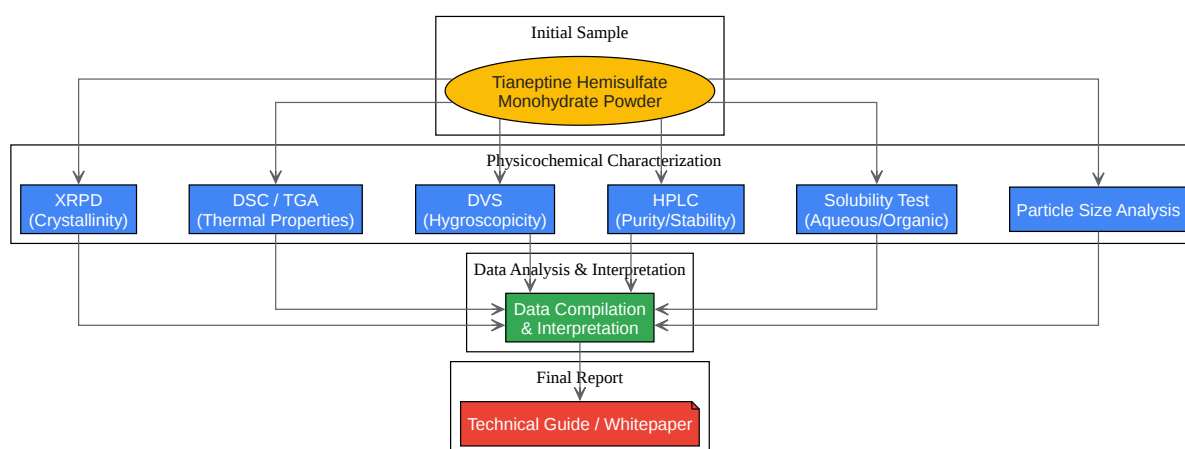 Initial Sample
Tianeptine Hemisulfate
Monohydrate Powder
Physicochemical Characterization
XRPD
(Crystallinity)
DSC / TGA
(Thermal Properties)
DVS
(Hygroscopicity)
HPLC
(Purity/Stability)
Solubility Test
(Aqueous/Organic)
Particle Size Analysis
Data Analysis & Interpretation
Data Compilation
& Interpretation
Final Report
Technical Guide / Whitepaper